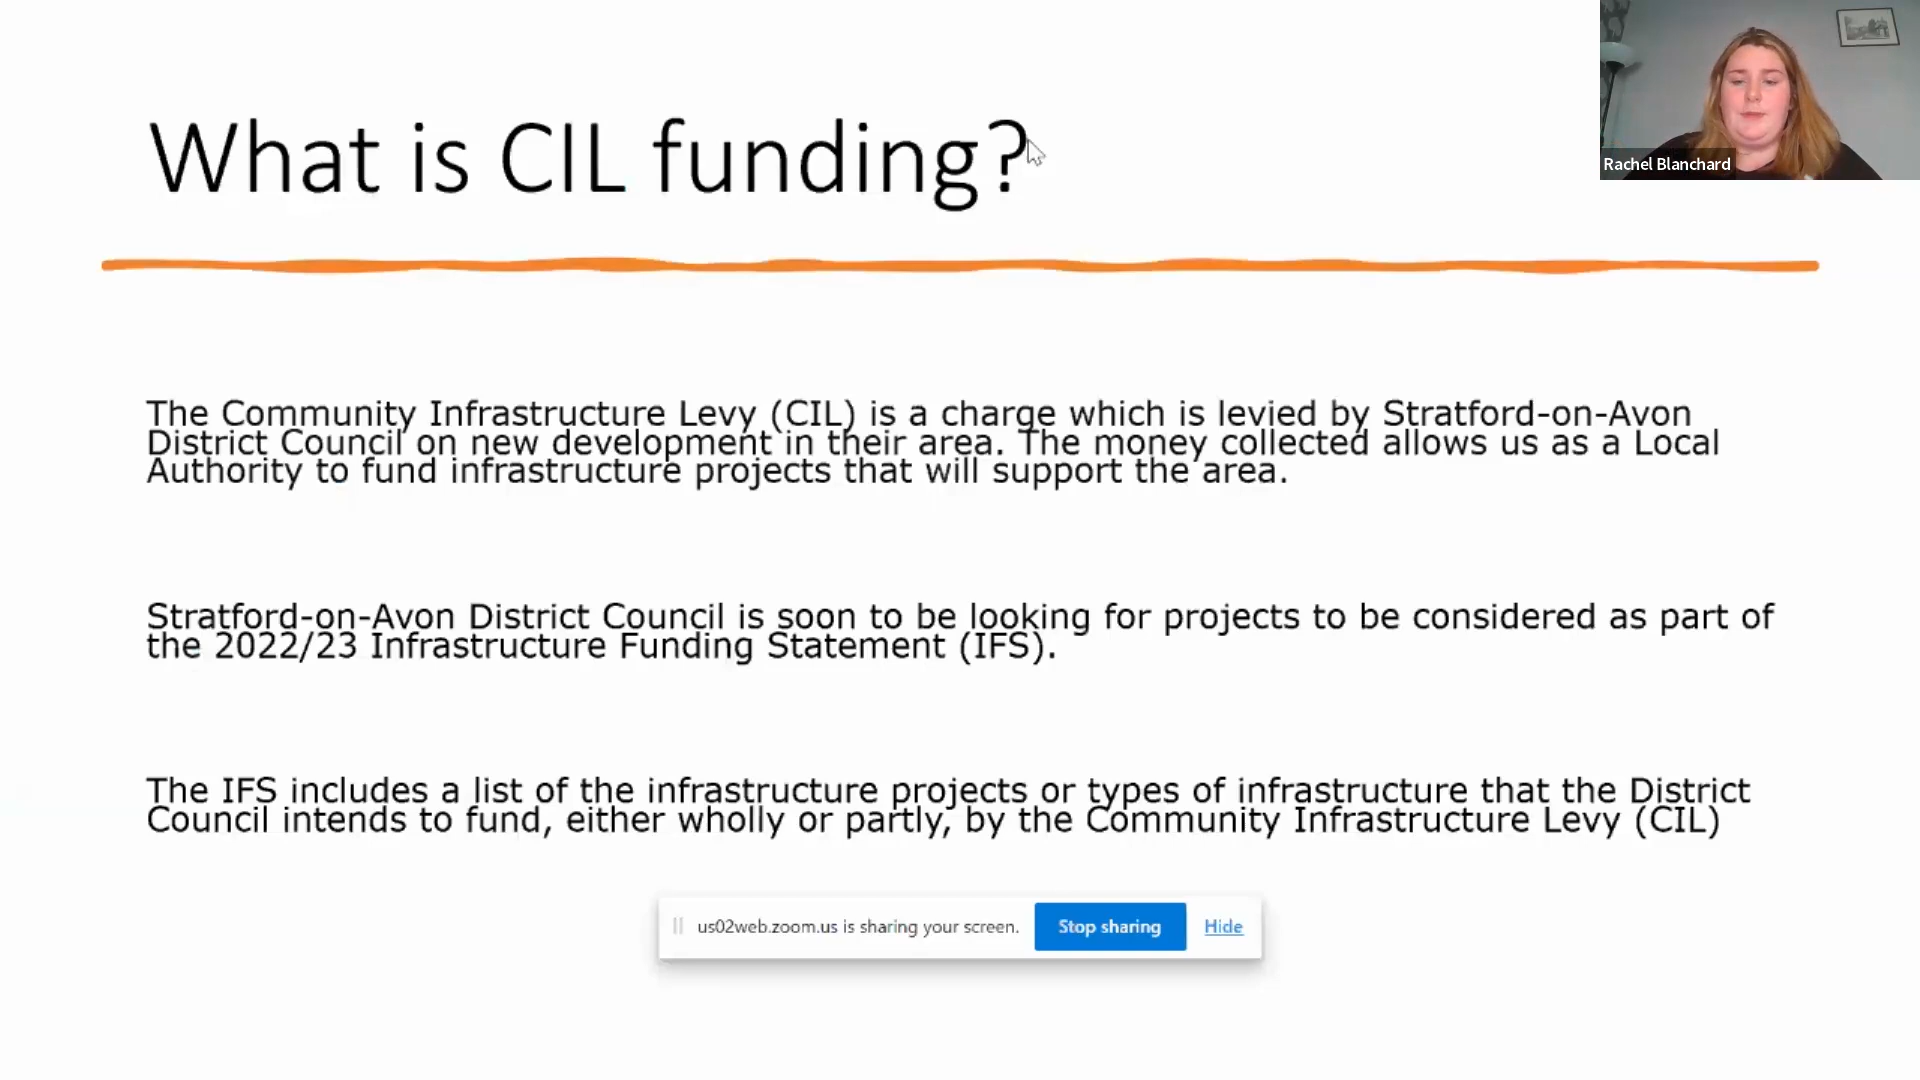 What is CIL funding?
Rachel Blanchard
The Community Infrastructure Levy (CIL) is a charge which is levied by Stratford-on-Avon
District Council on new development in their area. The money collected allows us as a Local
Authority to fund infrastructure projects that will support the area.
Stratford-on-Avon District Council is soon to be looking for projects to be considered as part of
the 2022/23 Infrastructure Funding Statement (IFS).
The IFS includes a list of the infrastructure projects or types of infrastructure that the District
Council intends to fund, either wholly or partly, by the Community Infrastructure Levy (CIL)
us02web.zoom.us is sharing your screen. Stop sharing Hide